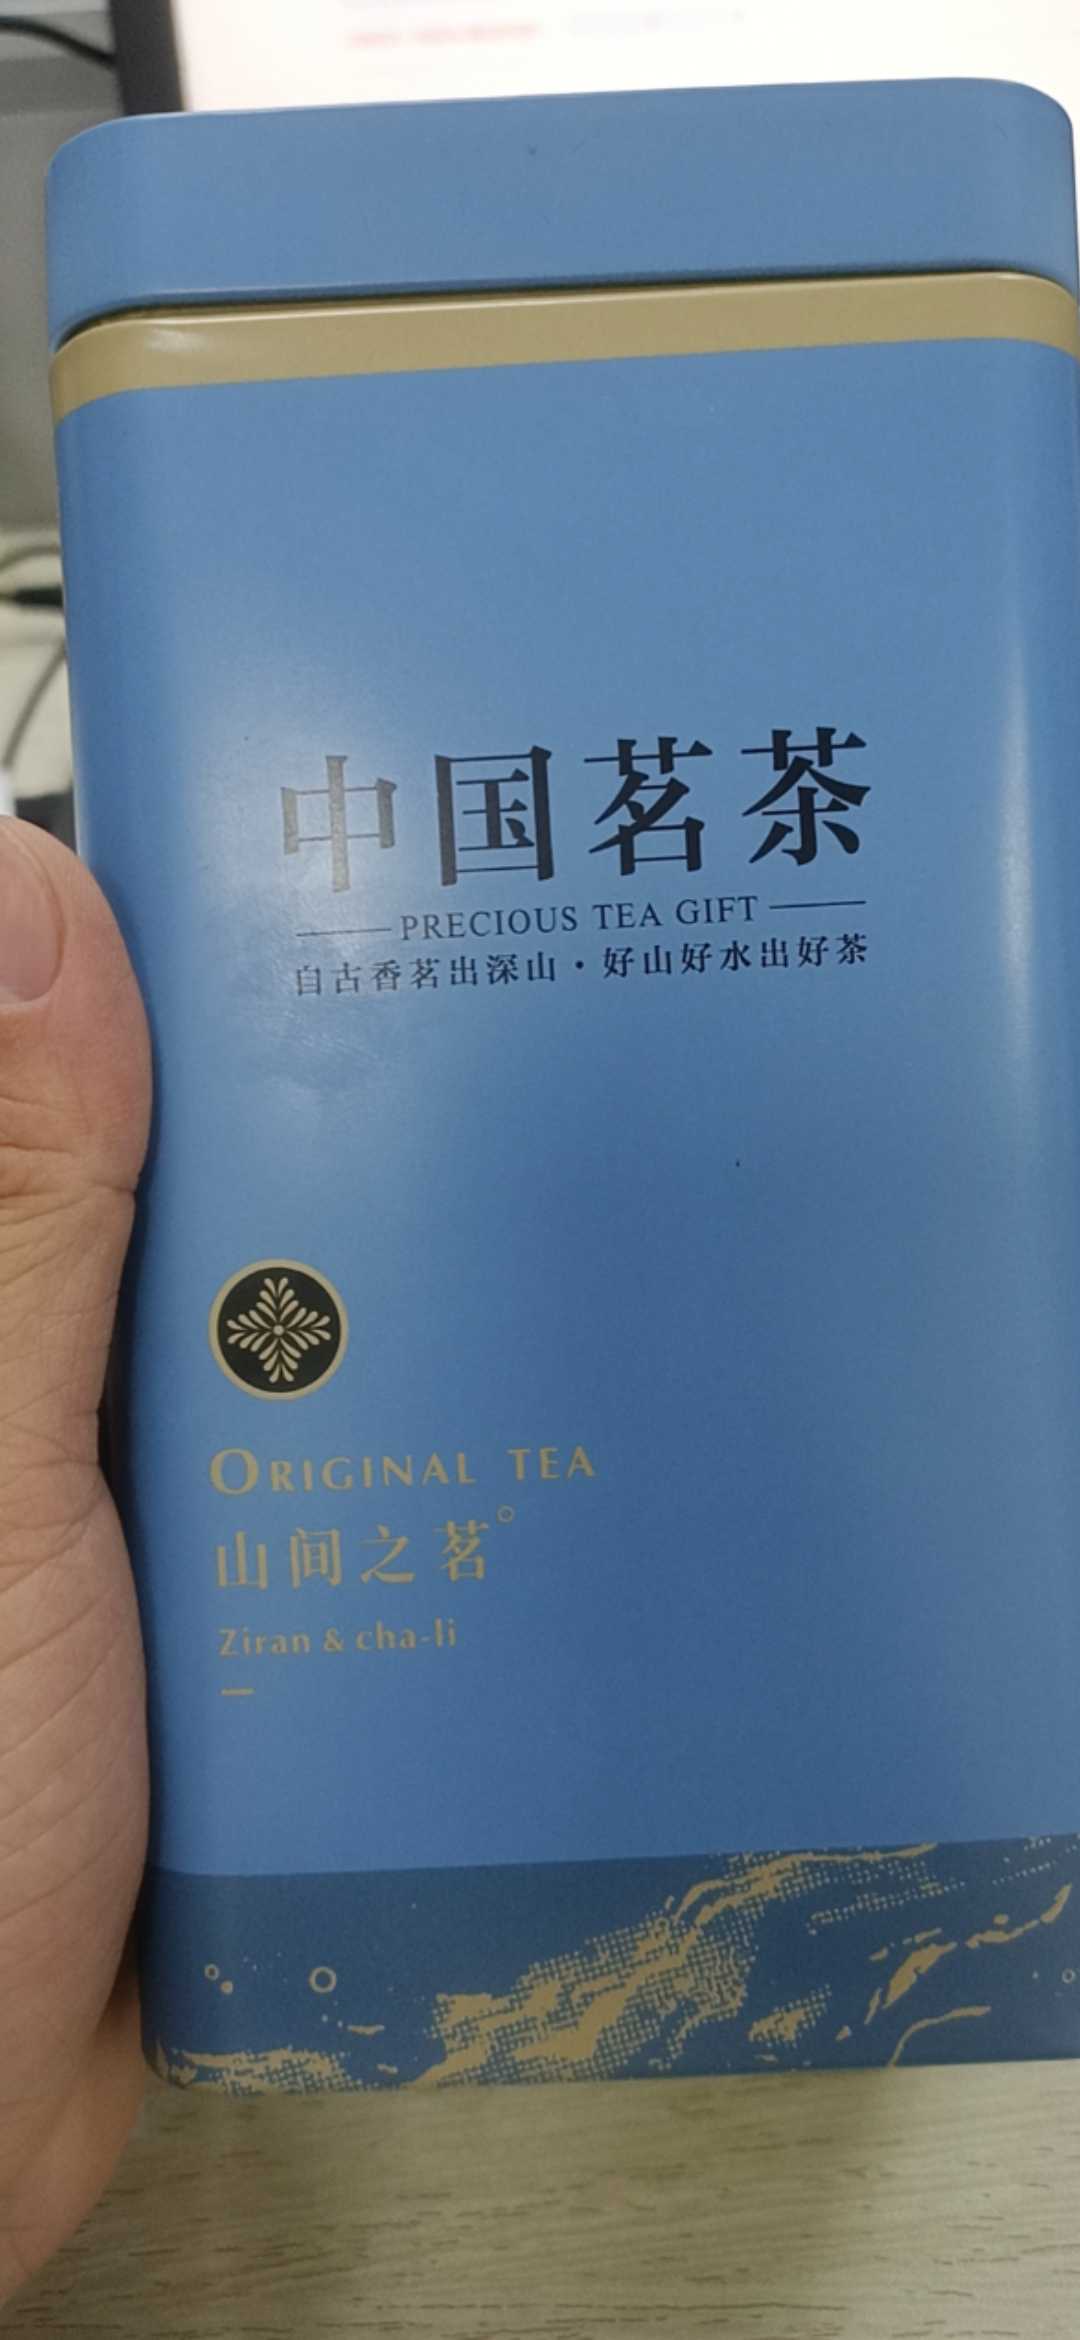 中国茗茶
PRECIOUS TEA GIFT
自古香茗出深山·好山好水出好茶
ORIGINAL TEA
山间之茗
Ziran & cha-li